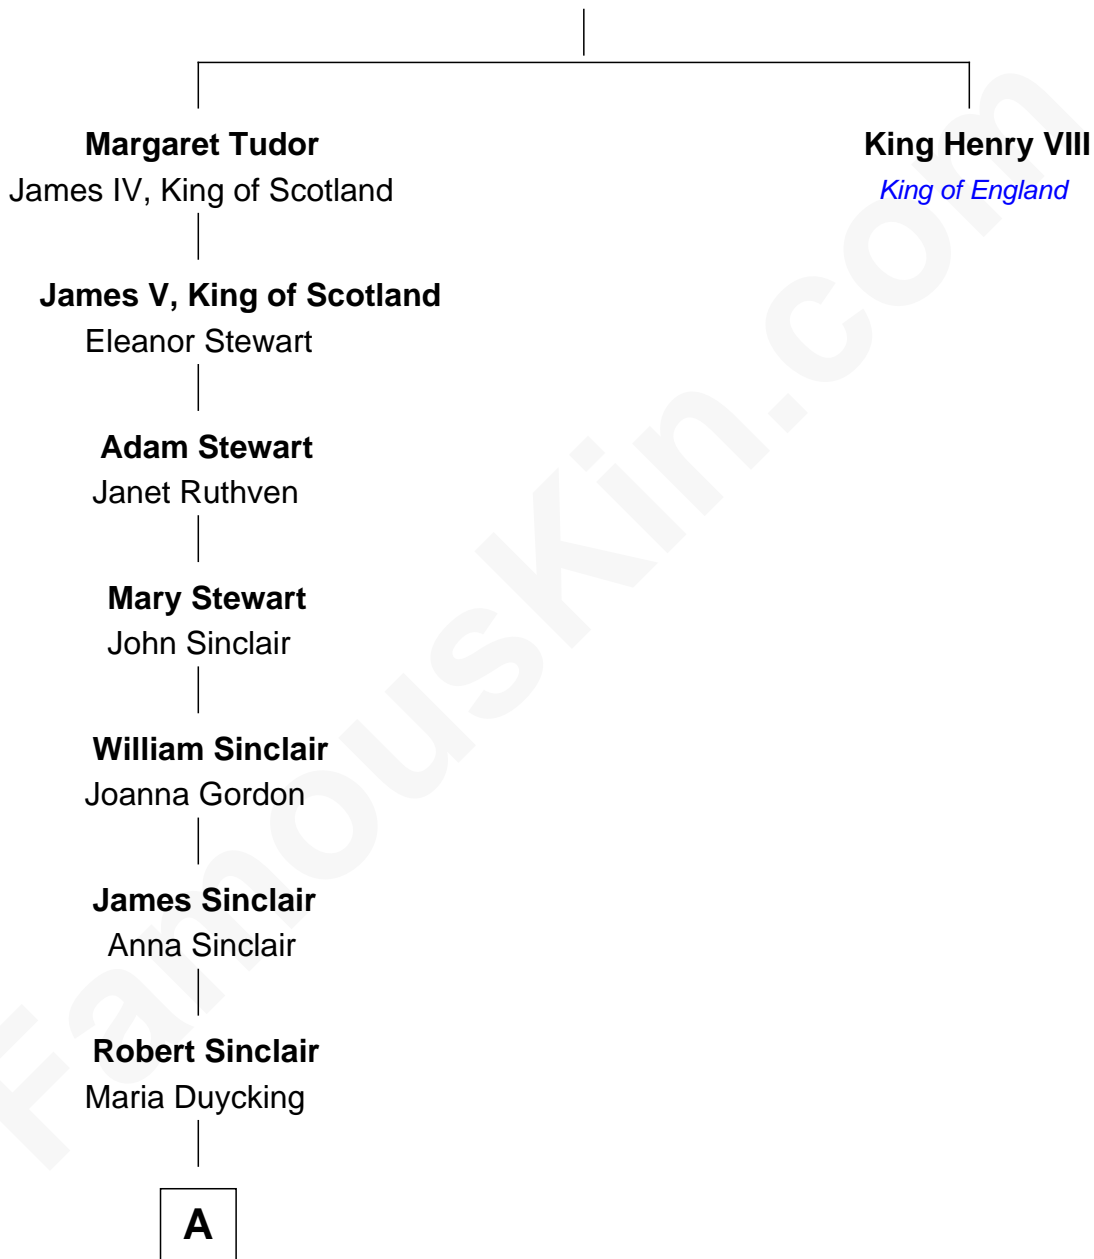 Margaret Tudor
King Henry VIII
James IV, King of Scotland
King of England
James V, King of Scotland
Eleanor Stewart
Adam Stewart
Janet Ruthven
Mary Stewart
John Sinclair
William Sinclair
Joanna Gordon
James Sinclair
Anna Sinclair
Robert Sinclair
Maria Duycking
A
FamousKin.com